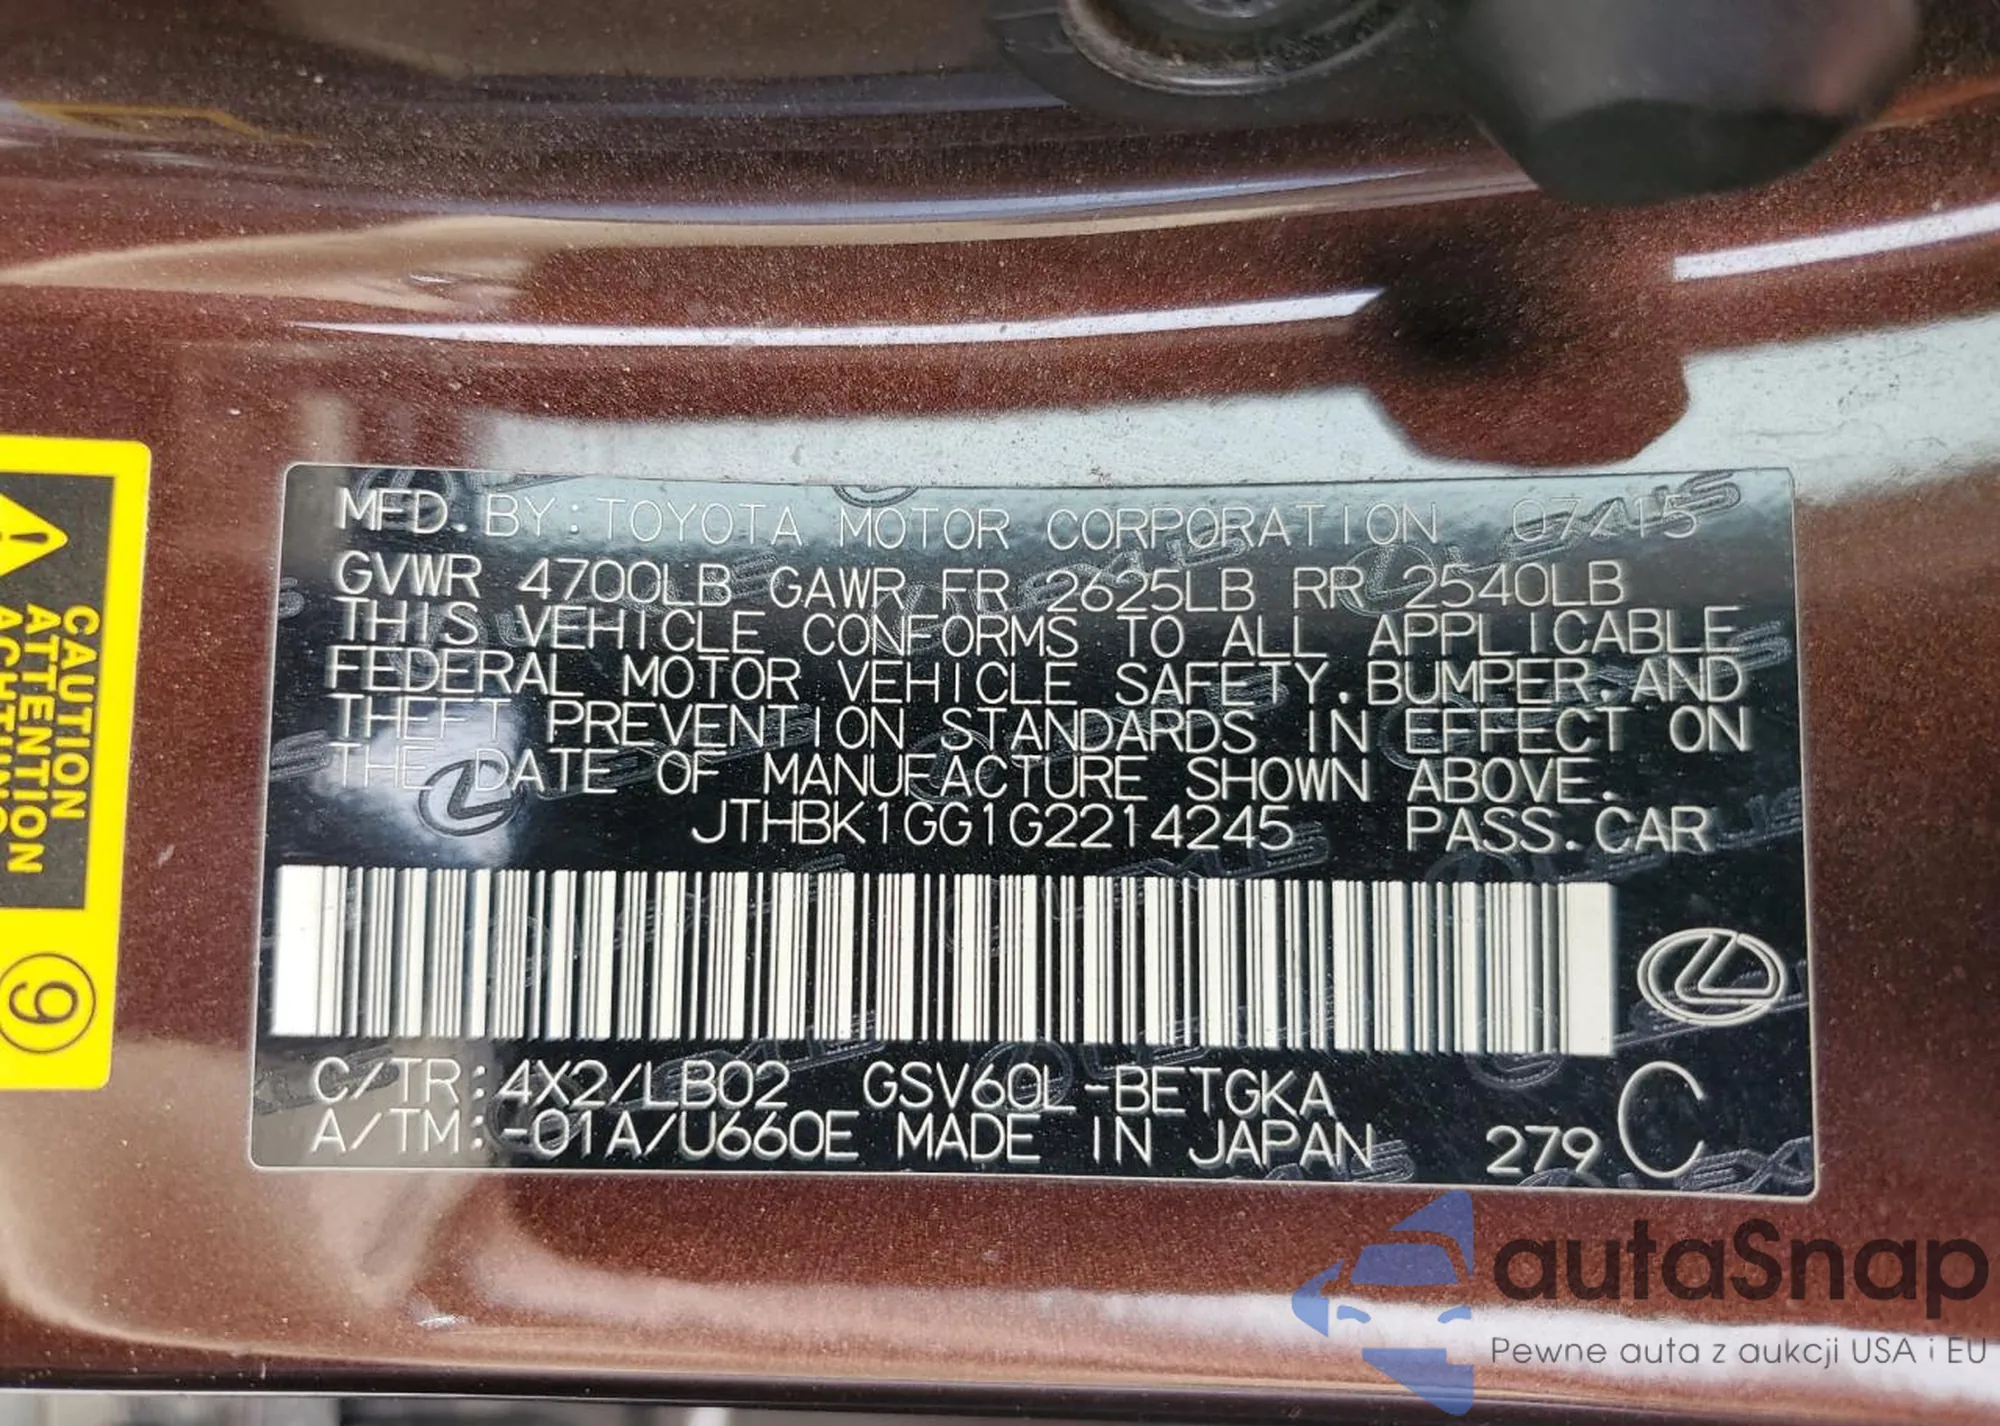 MFD. BY: TOYOTA MOTOR CORPORATION 07/15
GVWR 4700LB GAWR FR 2625LB RR 2540LB
THIS VEHICLE CONFORMS TO ALL APPLICABLE
FEDERAL MOTOR VEHICLE SAFETY, BUMPER, AND
THEFT PREVENTION STANDARDS IN EFFECT ON
THE DATE OF MANUFACTURE SHOWN ABOVE.
JTHBK1GG1G2214245 PASS.CAR
C/TR: 4X2/LB02 GSV60L-BETGKA
A/TM: -01A/U660E MADE IN JAPAN 279 C
CAUTION
ATTENTION
ACHTUNG
9
autaSnap
Pewne auta z aukcji USA i EU